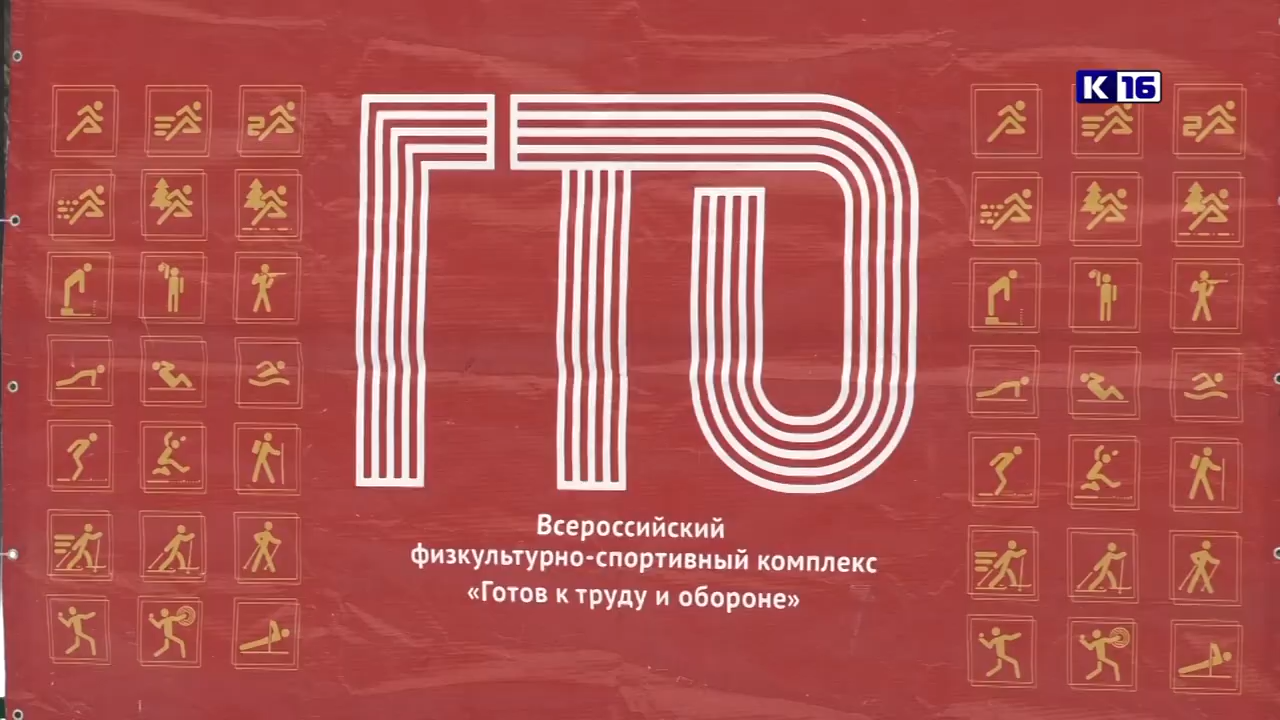 К 16
ГТО
Всероссийский
физкультурно-спортивный комплекс
«Готов к труду и обороне»